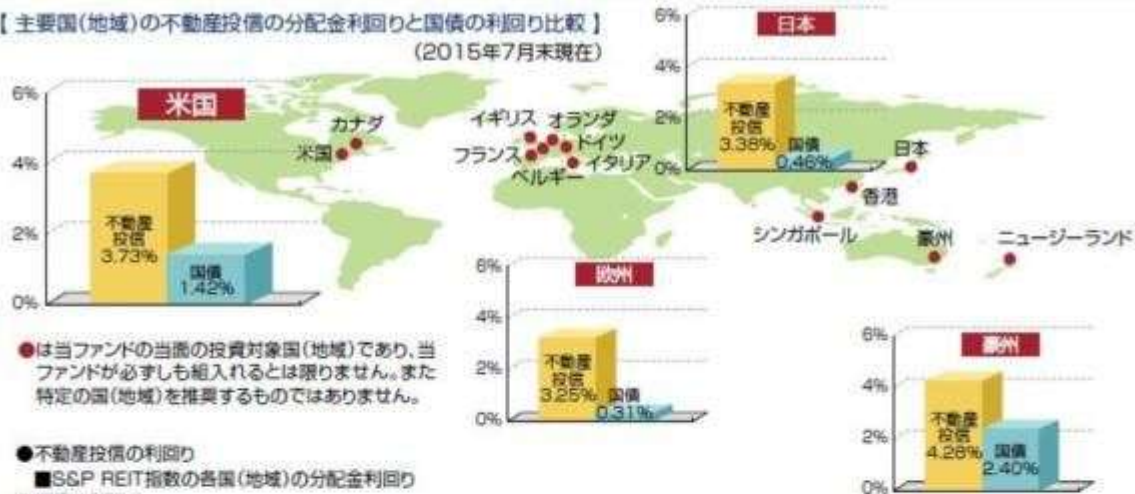 【 主要国(地域)の不動産投信の分配金利回りと国債の利回り比較 】
(2015年7月末現在)
米国
6%
4%
2%
0%
不動産
投信
3.73%
国債
1.42%
カナダ
米国
イギリス
オランダ
フランス
ドイツ
ベルギー
イタリア
日本
6%
4%
2%
0%
不動産
投信
3.38%
国債
0.46%
日本
香港
シンガポール
豪州
ニュージーランド
欧州
6%
4%
2%
0%
不動産
投信
3.25%
国債
0.31%
豪州
6%
4%
2%
0%
不動産
投信
4.28%
国債
2.40%
●は当ファンドの当面の投資対象国(地域)であり、当
ファンドが必ずしも組入れるとは限りません。また
特定の国(地域)を推奨するものではありません。
●不動産投信の利回り
■S&P REIT指数の各国(地域)の分配金利回り